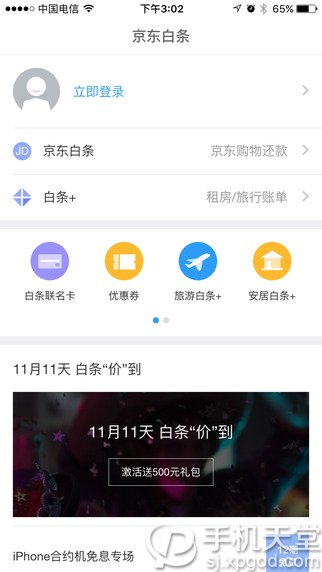 中国电信
下午3:02
65%
京东白条
立即登录
JD 京东白条 京东购物还款
白条+ 租房/旅行账单
白条联名卡 优惠券 旅游白条+ 安居白条+
11月11天 白条“价”到
11月11天 白条“价”到
激活送500元礼包
iPhone合约机免息专场
手机天堂
sj.xpgod.com